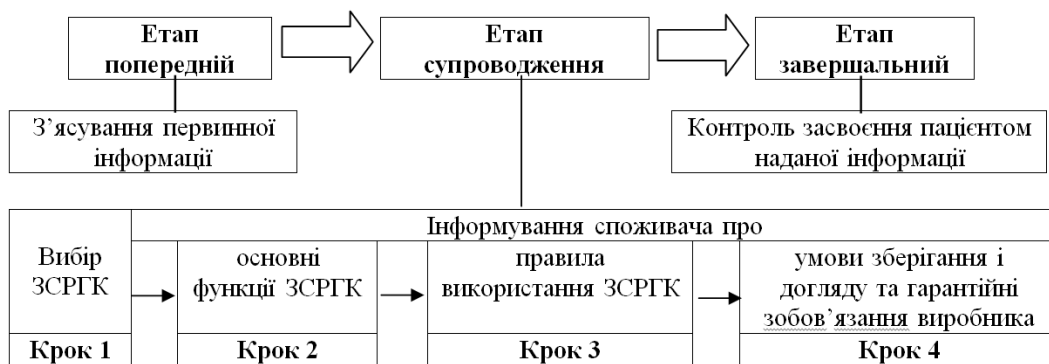 Етап
попередній
Етап
супроводження
Етап
завершальний
З’ясування первинної
інформації
Контроль засвоєння пацієнтом
наданої інформації
Інформування споживача про
Вибір
ЗСРГК
основні
функції ЗСРГК
правила
використання ЗСРГК
умови зберігання і
догляду та гарантійні
зобов’язання виробника
Крок 1
Крок 2
Крок 3
Крок 4